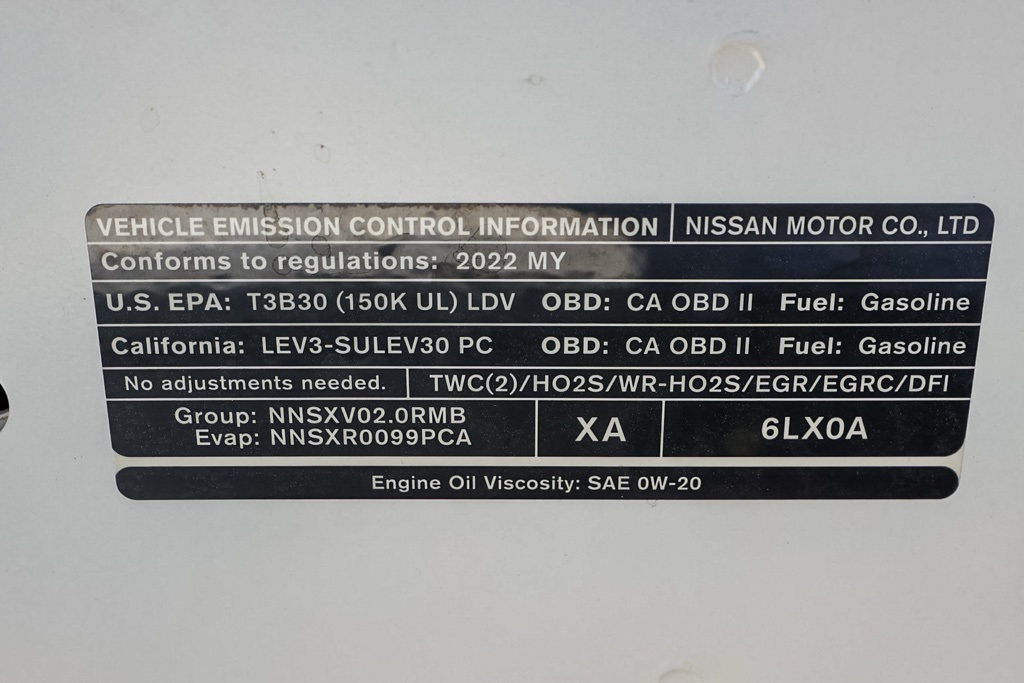 VEHICLE EMISSION CONTROL INFORMATION NISSAN MOTOR CO., LTD
Conforms to regulations: 2022 MY
U.S. EPA: T3B30 (150K UL) LDV OBD: CA OBD II Fuel: Gasoline
California: LEV3-SULEV30 PC OBD: CA OBD II Fuel: Gasoline
No adjustments needed. TWC(2)/HO2S/WR-HO2S/EGR/EGRC/DFI
Group: NNSXV02.0RMB
Evap: NNSXR0099PCA
XA
6LX0A
Engine Oil Viscosity: SAE 0W-20